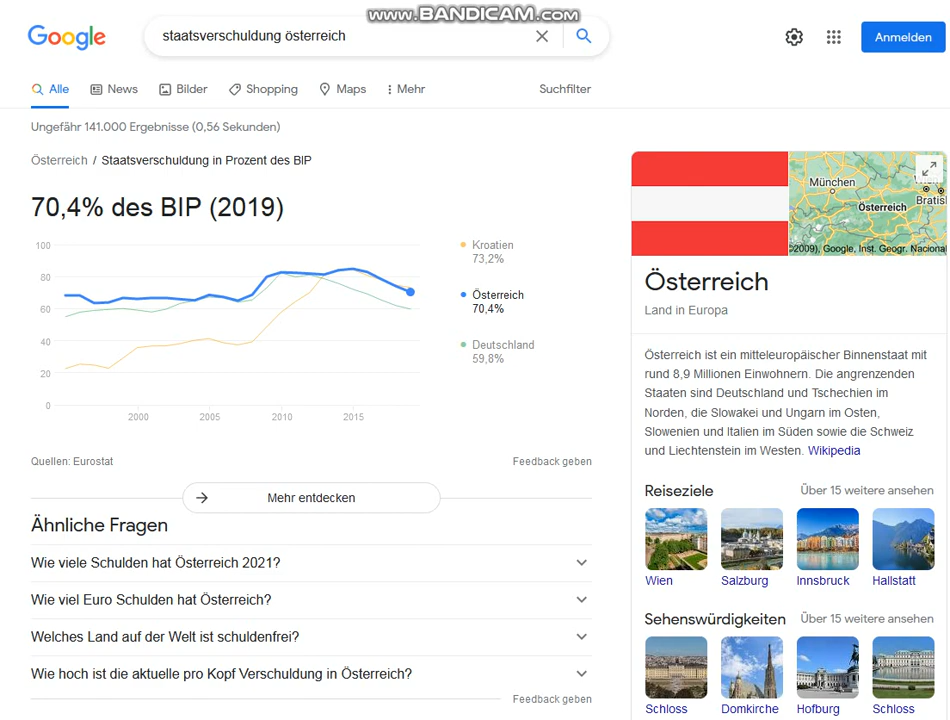 www.BANDICAM.com
Google
staatsverschuldung österreich
Anmelden
Alle
News
Bilder
Shopping
Maps
Mehr
Suchfilter
Ungefähr 141.000 Ergebnisse (0,56 Sekunden)
Österreich / Staatsverschuldung in Prozent des BIP
70,4% des BIP (2019)
100
80
60
40
20
0
2000
2005
2010
2015
Kroatien
73,2%
Österreich
70,4%
Deutschland
59,8%
Quellen: Eurostat
Feedback geben
Mehr entdecken
Ähnliche Fragen
Wie viele Schulden hat Österreich 2021?
Wie viel Euro Schulden hat Österreich?
Welches Land auf der Welt ist schuldenfrei?
Wie hoch ist die aktuelle pro Kopf Verschuldung in Österreich?
Feedback geben
München
Österreich
Bratis
©2009), Google, Inst. Geogr. Nacional
Österreich
Land in Europa
Österreich ist ein mitteleuropäischer Binnenstaat mit
rund 8,9 Millionen Einwohnern. Die angrenzenden
Staaten sind Deutschland und Tschechien im
Norden, die Slowakei und Ungarn im Osten,
Slowenien und Italien im Süden sowie die Schweiz
und Liechtenstein im Westen. Wikipedia
Reiseziele
Über 15 weitere ansehen
Wien
Salzburg
Innsbruck
Hallstatt
Sehenswürdigkeiten
Über 15 weitere ansehen
Schloss
Domkirche
Hofburg
Schloss